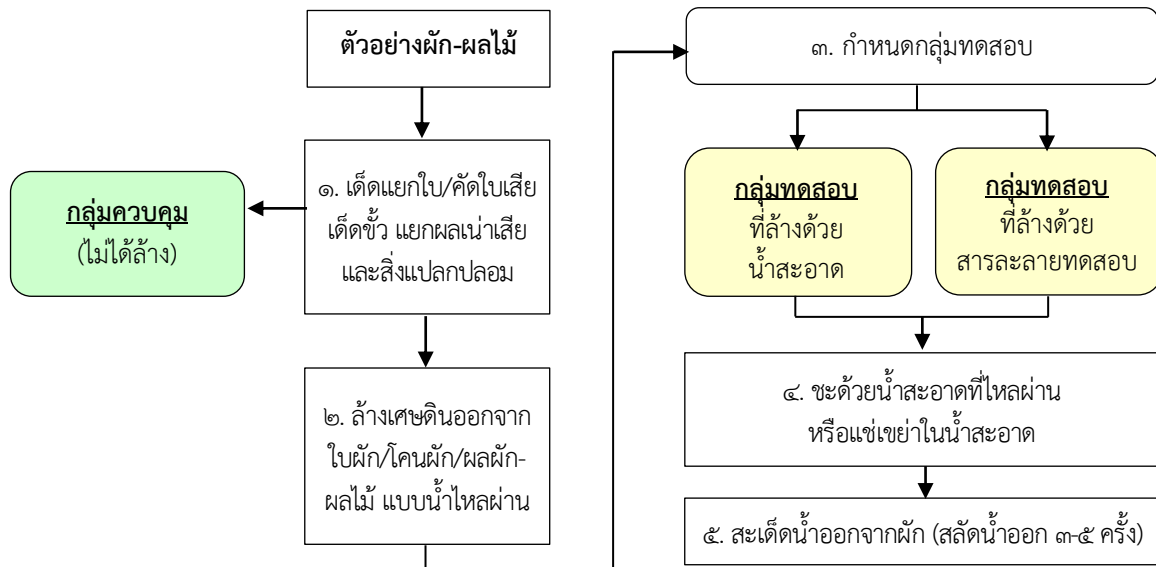 ตัวอย่างผัก-ผลไม้
๑. เด็ดแยกใบ/คัดใบเสีย
เด็ดขั้ว แยกผลเน่าเสีย
และสิ่งแปลกปลอม
กลุ่มควบคุม
(ไม่ได้ล้าง)
๒. ล้างเศษดินออกจาก
ใบผัก/โคนผัก/ผลผัก-
ผลไม้ แบบน้ำไหลผ่าน
๓. กำหนดกลุ่มทดสอบ
กลุ่มทดสอบ
ที่ล้างด้วย
น้ำสะอาด
กลุ่มทดสอบ
ที่ล้างด้วย
สารละลายทดสอบ
๔. ชะด้วยน้ำสะอาดที่ไหลผ่าน
หรือแช่เขย่าในน้ำสะอาด
๕. สะเด็ดน้ำออกจากผัก (สลัดน้ำออก ๓-๕ ครั้ง)